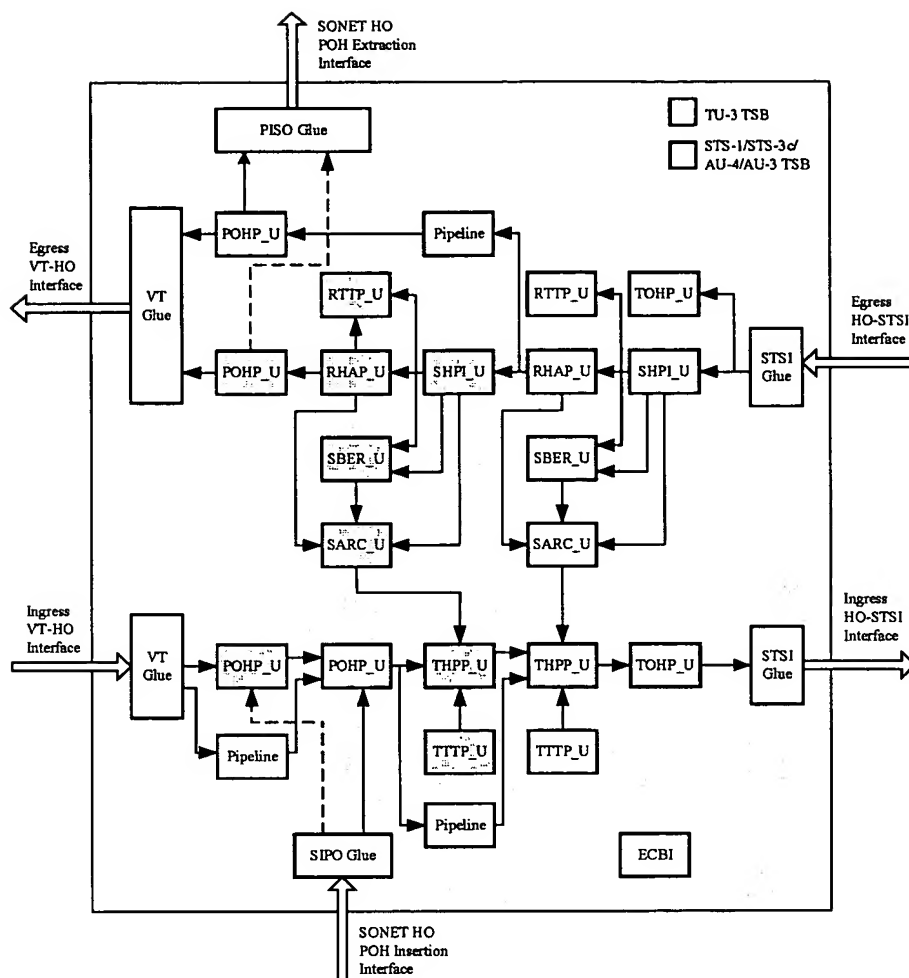 SONET HO
POH Extraction
Interface
PISO Glue
TU-3 TSB
STS-1/STS-3c/
AU-4/AU-3 TSB
POHP_U
Pipeline
Egress
VT-HO
Interface
VT
Glue
RTTP_U
RTTP_U
TOHP_U
Egress
HO-STSI
Interface
POHP_U
RHAP_U
SHPI_U
RHAP_U
SHPI_U
STSI
Glue
SBER_U
SBER_U
SARC_U
SARC_U
Ingress
VT-HO
Interface
VT
Glue
POHP_U
POHP_U
THPP_U
THPP_U
TOHP_U
STSI
Glue
Ingress
HO-STSI
Interface
Pipeline
TTTP_U
TTTP_U
Pipeline
SIPO Glue
ECBI
SONET HO
POH Insertion
Interface